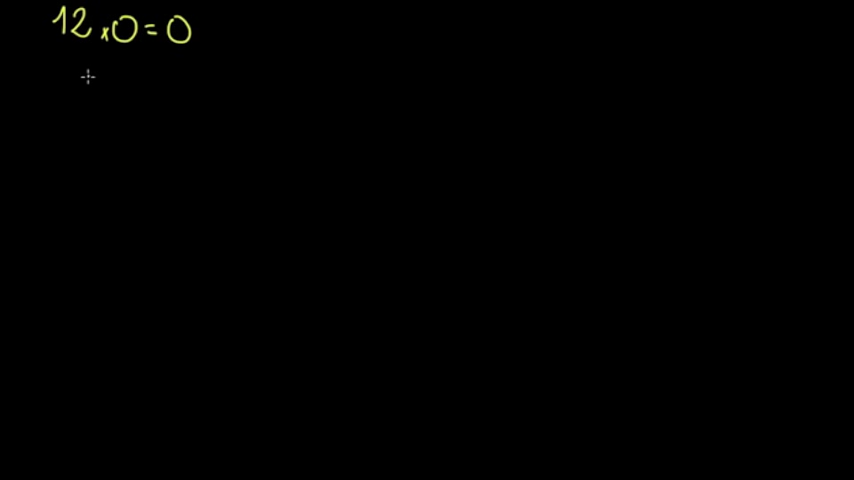 12 × 0 = 0